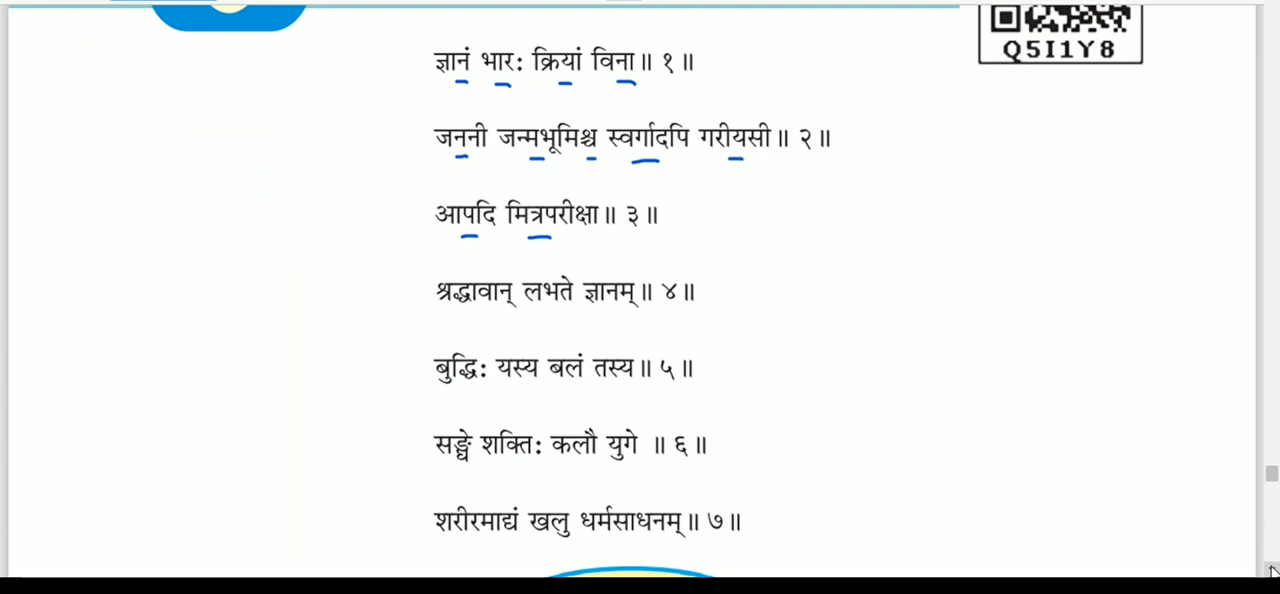 Q5I1Y8
ज्ञानं भार: क्रियां विना॥ १॥
जननी जन्मभूमिश्च स्वर्गादपि गरीयसी॥ २॥
आपदि मित्रपरीक्षा॥ ३॥
श्रद्धावान् लभते ज्ञानम्॥ ४॥
बुद्धि: यस्य बलं तस्य॥ ५॥
सङ्घे शक्ति: कलौ युगे ॥ ६॥
शरीरमाद्यं खलु धर्मसाधनम्॥ ७॥